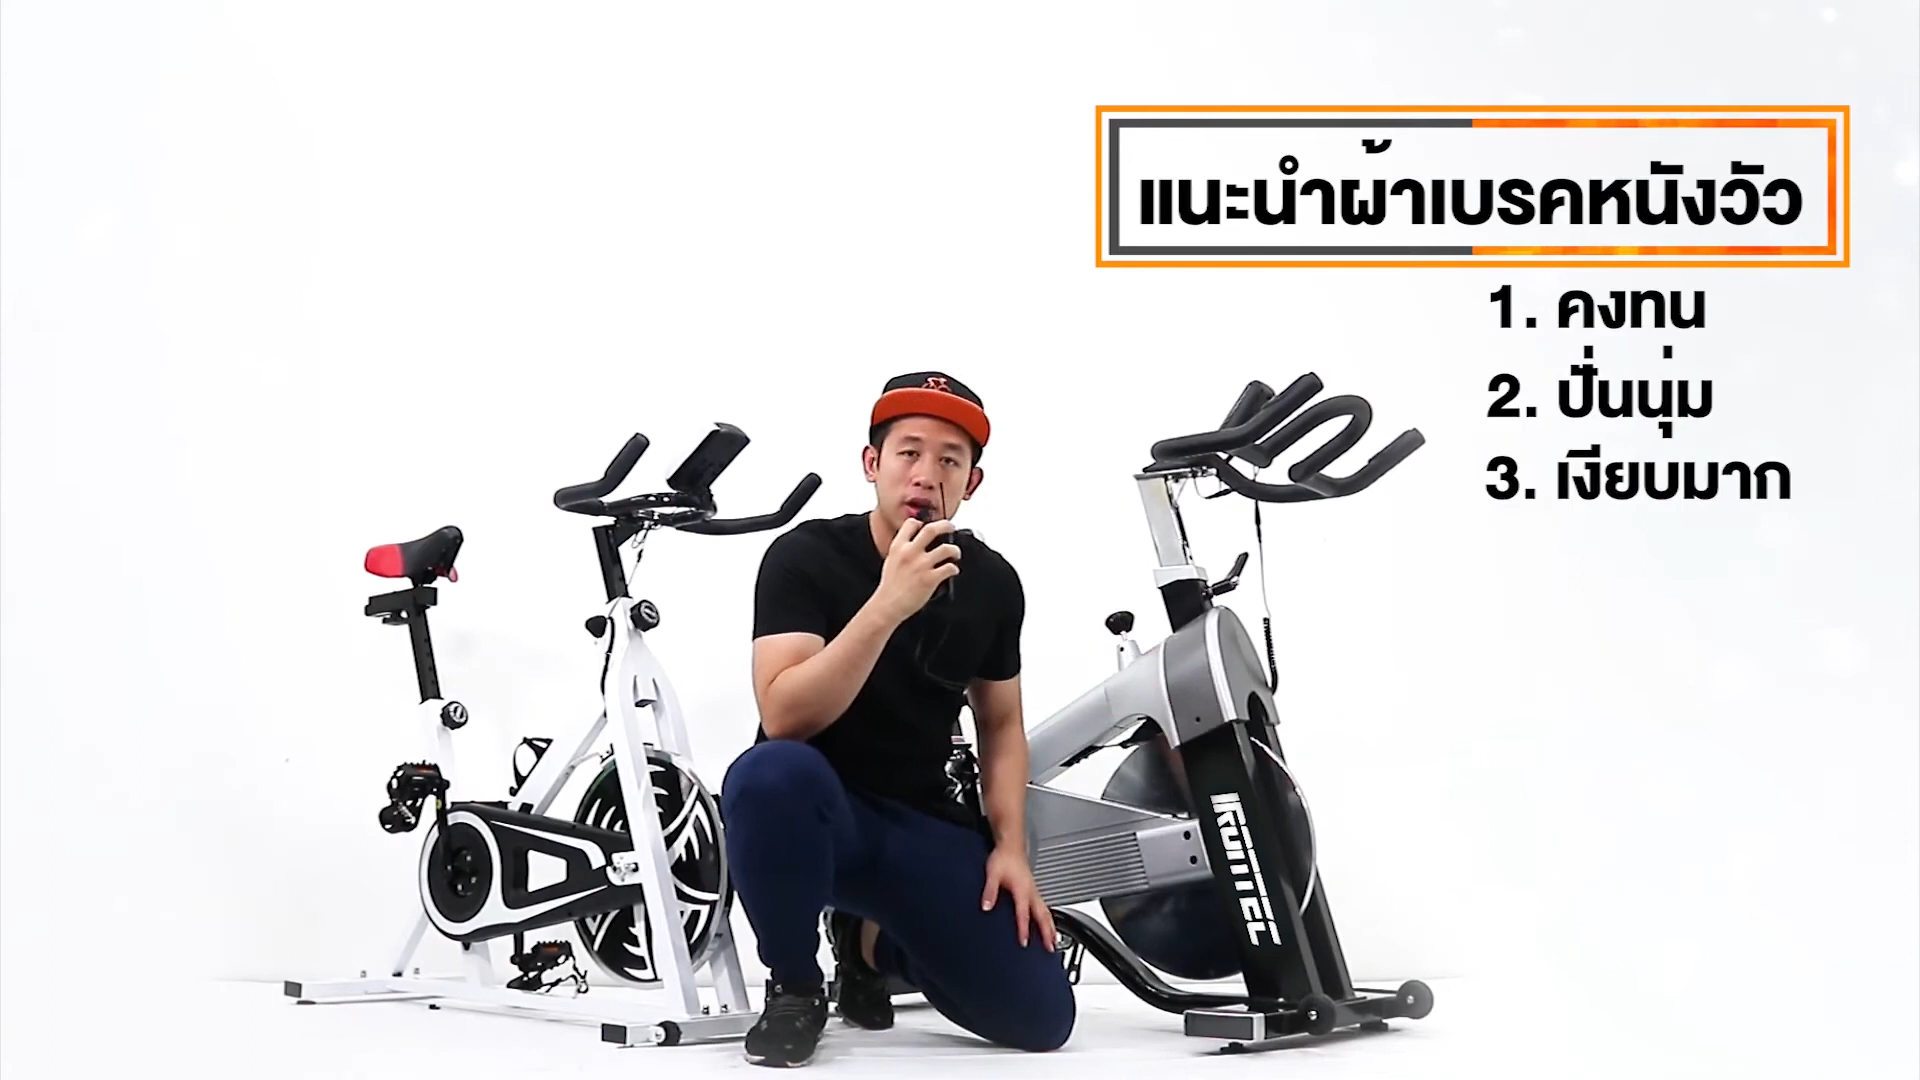 แนะนำผ้าเบรคหนังวัว
1. คงทน
2. ปั่นนุ่ม
3. เงียบมาก
IRONTEC